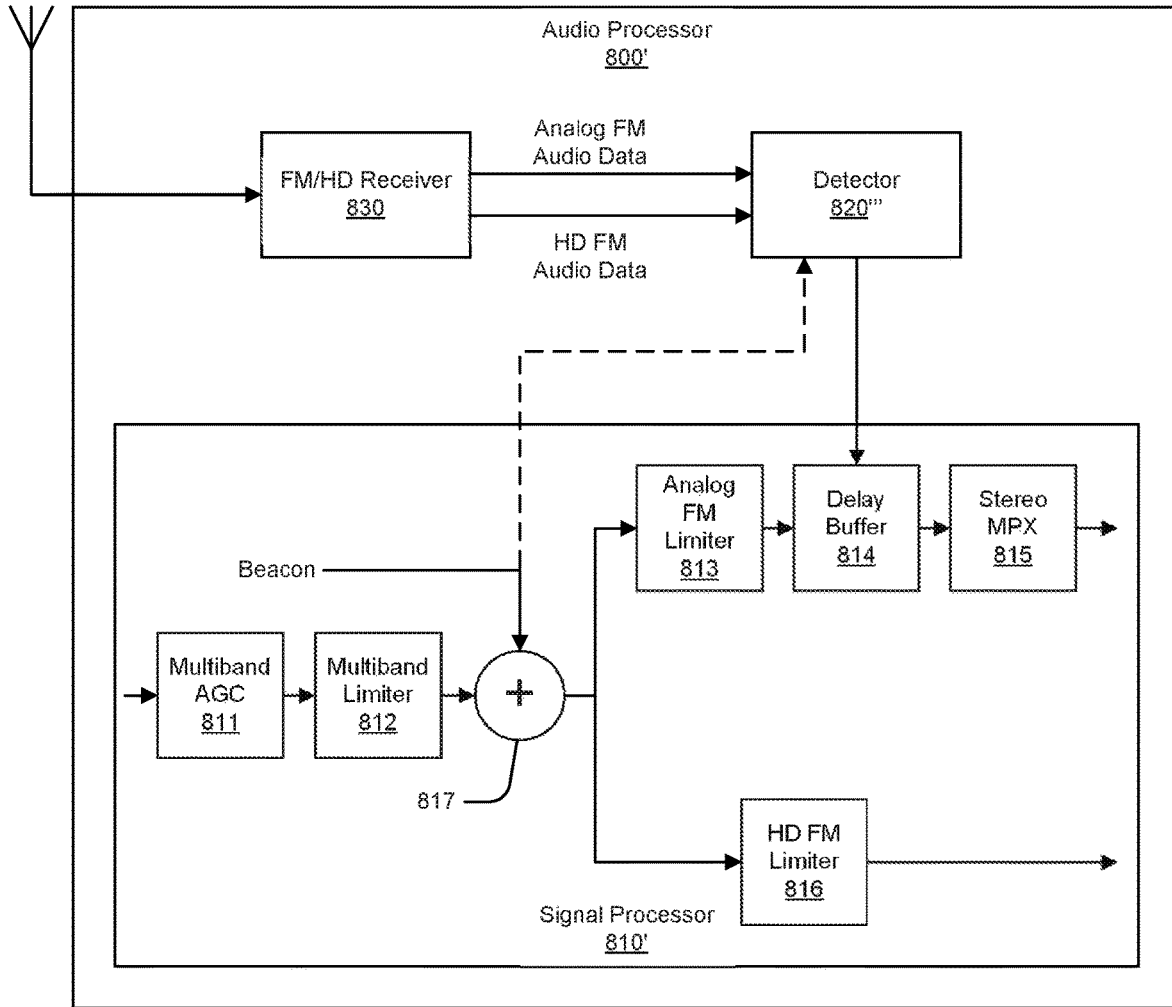 Audio Processor
800'
Analog FM
Audio Data
FM/HD Receiver
830
Detector
820'''
HD FM
Audio Data
Analog
FM
Limiter
813
Delay
Buffer
814
Stereo
MPX
815
Beacon
Multiband
AGC
811
Multiband
Limiter
812
+
817
HD FM
Limiter
816
Signal Processor
810'